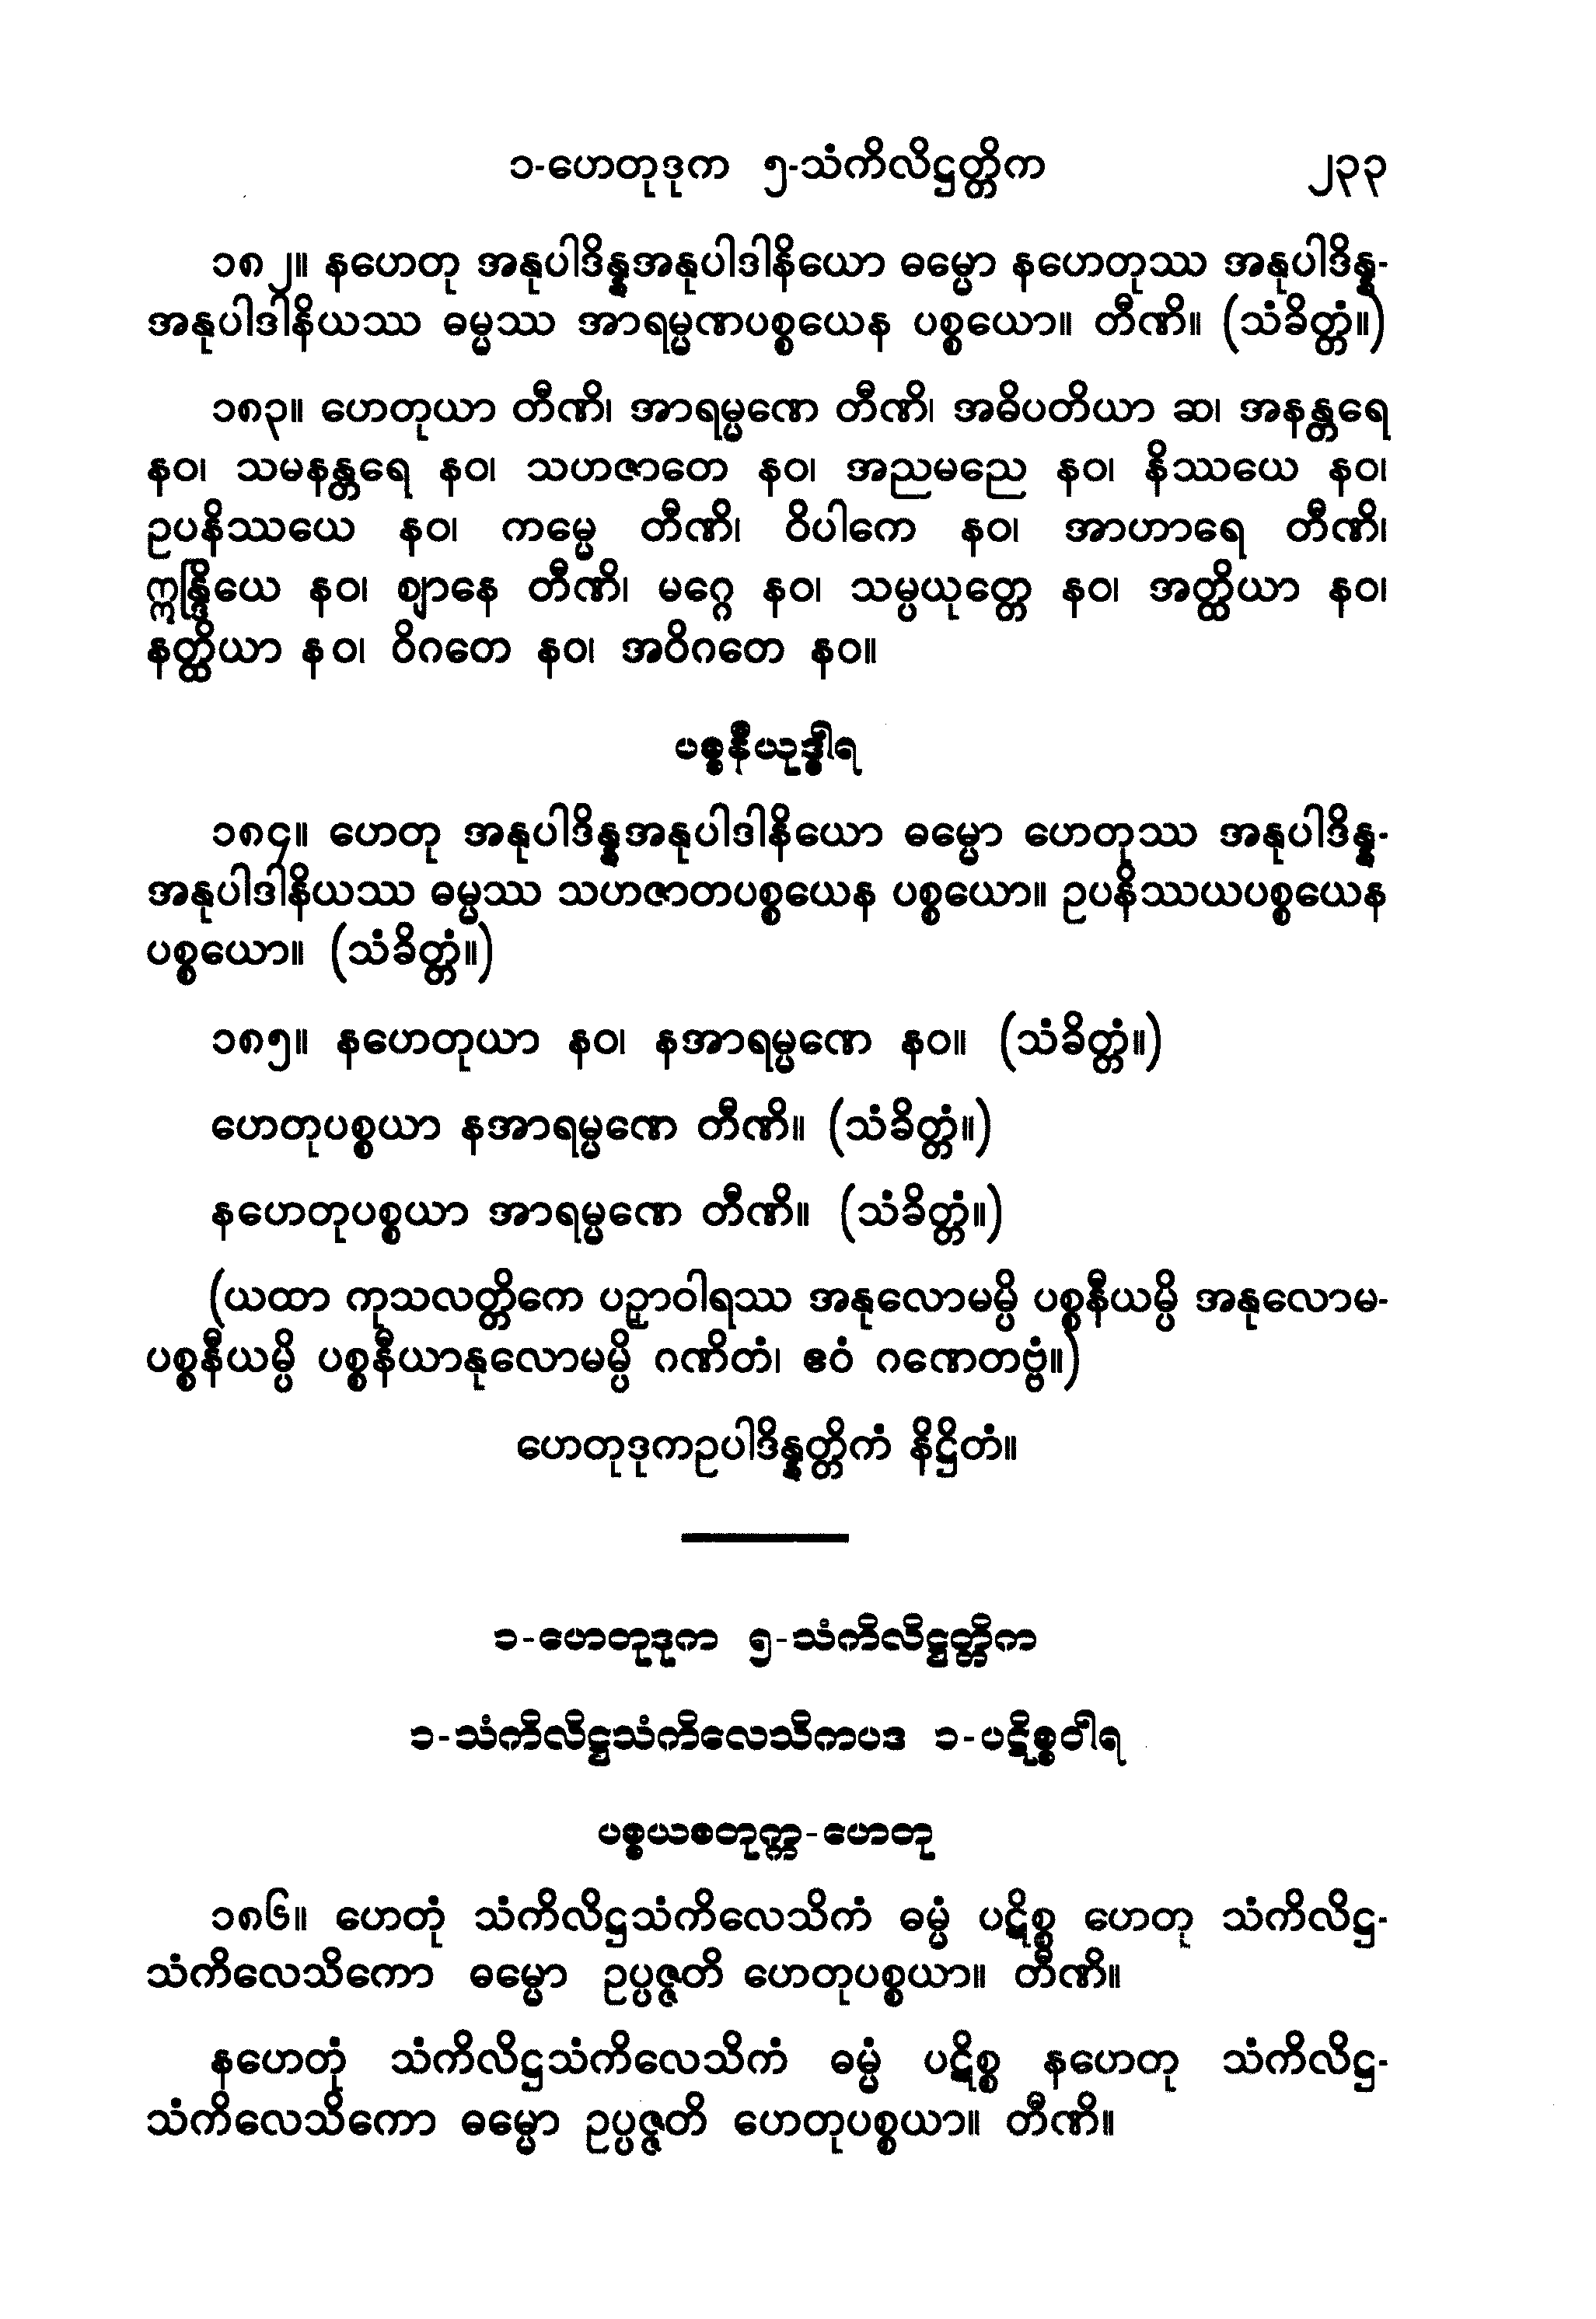 ၁-ဟေတုဒုက ၅-သံကိလိဋ္ဌတ္တိက ၂၃၃
၁၈၂။ နဟေတု အနုပါဒိန္နအနုပါဒါနိယော ဓမ္မော နဟေတုဿ အနုပါဒိန္န-
အနုပါဒါနိယဿ ဓမ္မဿ အာရမ္မဏပစ္စယေန ပစ္စယော။ တီဏိ။ (သံခိတ္တံ။)
၁၈၃။ ဟေတုယာ တီဏိ၊ အာရမ္မဏေ တီဏိ၊ အဓိပတိယာ ဆ၊ အနန္တရေ
နဝ၊ သမနန္တရေ နဝ၊ သဟဇာတေ နဝ၊ အညမညေ နဝ၊ နိဿယေ နဝ၊
ဥပနိဿယေ နဝ၊ ကမ္မေ တီဏိ၊ ဝိပါကေ နဝ၊ အာဟာရေ တီဏိ၊
ဣန္ဒြိယေ နဝ၊ ဈာနေ တီဏိ၊ မဂ္ဂေ နဝ၊ သမ္ပယုတ္တေ နဝ၊ အတ္ထိယာ နဝ၊
နတ္ထိယာ နဝ၊ ဝိဂတေ နဝ၊ အဝိဂတေ နဝ။
ပစ္စနီယုဒ္ဓါရ
၁၈၄။ ဟေတု အနုပါဒိန္နအနုပါဒါနိယော ဓမ္မော ဟေတုဿ အနုပါဒိန္န-
အနုပါဒါနိယဿ ဓမ္မဿ သဟဇာတပစ္စယေန ပစ္စယော။ ဥပနိဿယပစ္စယေန
ပစ္စယော။ (သံခိတ္တံ။)
၁၈၅။ နဟေတုယာ နဝ၊ နအာရမ္မဏေ နဝ။ (သံခိတ္တံ။)
ဟေတုပစ္စယာ နအာရမ္မဏေ တီဏိ။ (သံခိတ္တံ။)
နဟေတုပစ္စယာ အာရမ္မဏေ တီဏိ။ (သံခိတ္တံ။)
(ယထာ ကုသလတ္တိကေ ပဉှာဝါရဿ အနုလောမမ္ပိ ပစ္စနီယမ္ပိ အနုလောမ-
ပစ္စနီယမ္ပိ ပစ္စနီယာနုလောမမ္ပိ ဂဏိတံ၊ ဧဝံ ဂဏေတဗ္ဗံ။)
ဟေတုဒုကဥပါဒိန္နတ္တိကံ နိဋ္ဌိတံ။
၁-ဟေတုဒုက ၅-သံကိလိဋ္ဌတ္တိက
၁-သံကိလိဋ္ဌသံကိလေသိကပဒ ၁-ပဋိစ္စဝါရ
ပစ္စယစတုက္က-ဟေတု
၁၈၆။ ဟေတုံ သံကိလိဋ္ဌသံကိလေသိကံ ဓမ္မံ ပဋိစ္စ ဟေတု သံကိလိဋ္ဌ-
သံကိလေသိကော ဓမ္မော ဥပ္ပဇ္ဇတိ ဟေတုပစ္စယာ။ တီဏိ။
နဟေတုံ သံကိလိဋ္ဌသံကိလေသိကံ ဓမ္မံ ပဋိစ္စ နဟေတု သံကိလိဋ္ဌ-
သံကိလေသိကော ဓမ္မော ဥပ္ပဇ္ဇတိ ဟေတုပစ္စယာ။ တီဏိ။